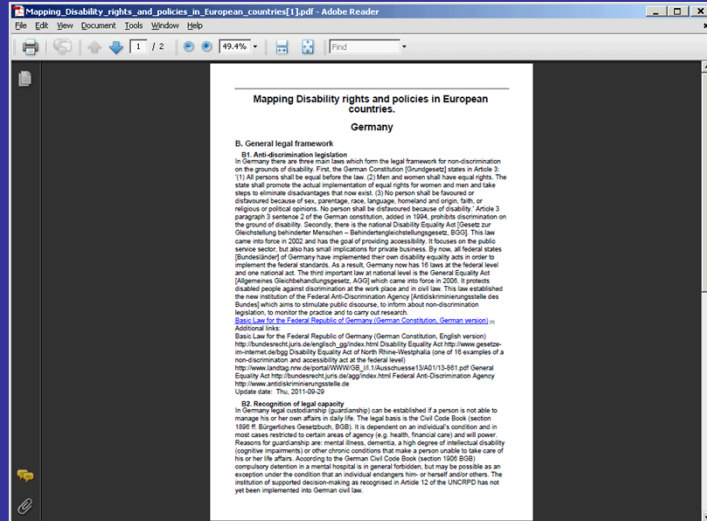 Mapping_Disability_rights_and_policies_in_European_countries[1].pdf - Adobe Reader
File Edit View Document Tools Window Help
1 / 2 49.4% Find
Mapping Disability rights and policies in European
countries.
Germany
B. General legal framework
B1. Anti-discrimination legislation
In Germany there are three main laws which form the legal framework for non-discrimination
on the grounds of disability. First, the German Constitution [Grundgesetz] states in Article 3:
'(1) All persons shall be equal before the law. (2) Men and women shall have equal rights. The
state shall promote the actual implementation of equal rights for women and men and take
steps to eliminate disadvantages that now exist. (3) No person shall be favoured or
disfavoured because of sex, parentage, race, language, homeland and origin, faith, or
religious or political opinions. No person shall be disfavoured because of disability.' Article 3
paragraph 3 sentence 2 of the German constitution, added in 1994, prohibits discrimination on
the ground of disability. Secondly, there is the national Disability Equality Act [Gesetz zur
Gleichstellung behinderter Menschen – Behindertengleichstellungsgesetz, BGG]. This law
came into force in 2002 and has the goal of providing accessibility. It focuses on the public
service sector, but also has small implications for private business. By now, all federal states
[Bundesländer] of Germany have implemented their own disability equality acts in order to
implement the federal standards. As a result, Germany now has 16 laws at the federal level
and one national act. The third important law at national level is the General Equality Act
[Allgemeines Gleichbehandlungsgesetz, AGG] which came into force in 2006. It protects
disabled people against discrimination at the work place and in civil law. This law established
the new institution of the Federal Anti-Discrimination Agency [Antidiskriminierungsstelle des
Bundes] which aims to stimulate public discourse, to inform about non-discrimination
legislation, to monitor the practice and to carry out research.
Basic Law for the Federal Republic of Germany (German Constitution, German version)
Additional links:
Basic Law for the Federal Republic of Germany (German Constitution, English version)
http://bundesrecht.juris.de/englisch_gg/index.html Disability Equality Act http://www.gesetze-
im-internet.de/bgg Disability Equality Act of North Rhine-Westphalia (one of 16 examples of a
non-discrimination and accessibility act at the federal level)
http://www.landtag.nrw.de/portal/WWW/GB_I/I.1/Ausschuesse13/A01/13-661.pdf General
Equality Act http://bundesrecht.juris.de/agg/index.html Federal Anti-Discrimination Agency
http://www.antidiskriminierungsstelle.de
Update date: Thu, 2011-09-29
B2. Recognition of legal capacity
In Germany legal custodianship (guardianship) can be established if a person is not able to
manage his or her own affairs in daily life. The legal basis is the Civil Code Book (section
1896 ff. Bürgerliches Gesetzbuch, BGB). It is dependent on an individual's condition and in
most cases restricted to certain areas of agency (e.g. health, financial care) and will power.
Reasons for guardianship are: mental illness, dementia, a high degree of intellectual disability
(cognitive impairments) or other chronic conditions that make a person unable to take care of
his or her life affairs. According to the German Civil Code Book (section 1906 BGB)
compulsory detention in a mental hospital is in general forbidden, but may be possible as an
exception under the condition that an individual endangers him- or herself and/or others. The
institution of supported decision-making as recognised in Article 12 of the UNCRPD has not
yet been implemented into German civil law.